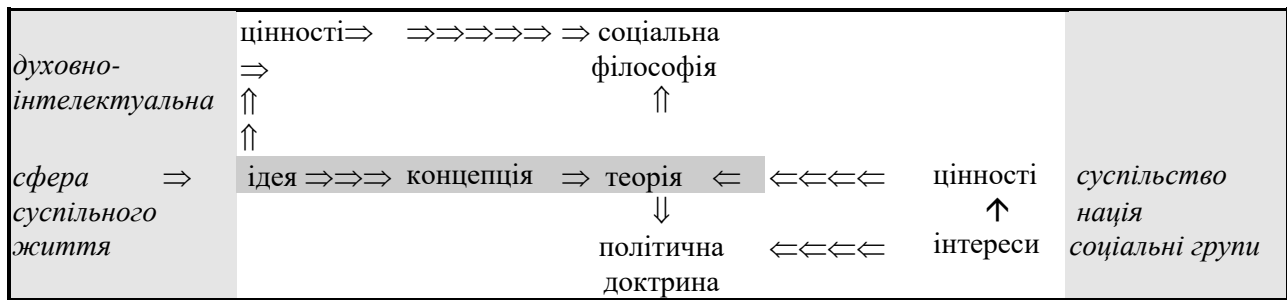 цінності⇒ ⇒⇒⇒⇒⇒ ⇒ соціальна
духовно- ⇒ філософія
інтелектуальна ⇑ ⇑
⇑
сфера ⇒ ідея ⇒⇒⇒ концепція ⇒ теорія ⇐ ⇐⇐⇐⇐ цінності суспільство
суспільного ⇓ ↑ нація
життя політична ⇐⇐⇐⇐ інтереси соціальні групи
доктрина